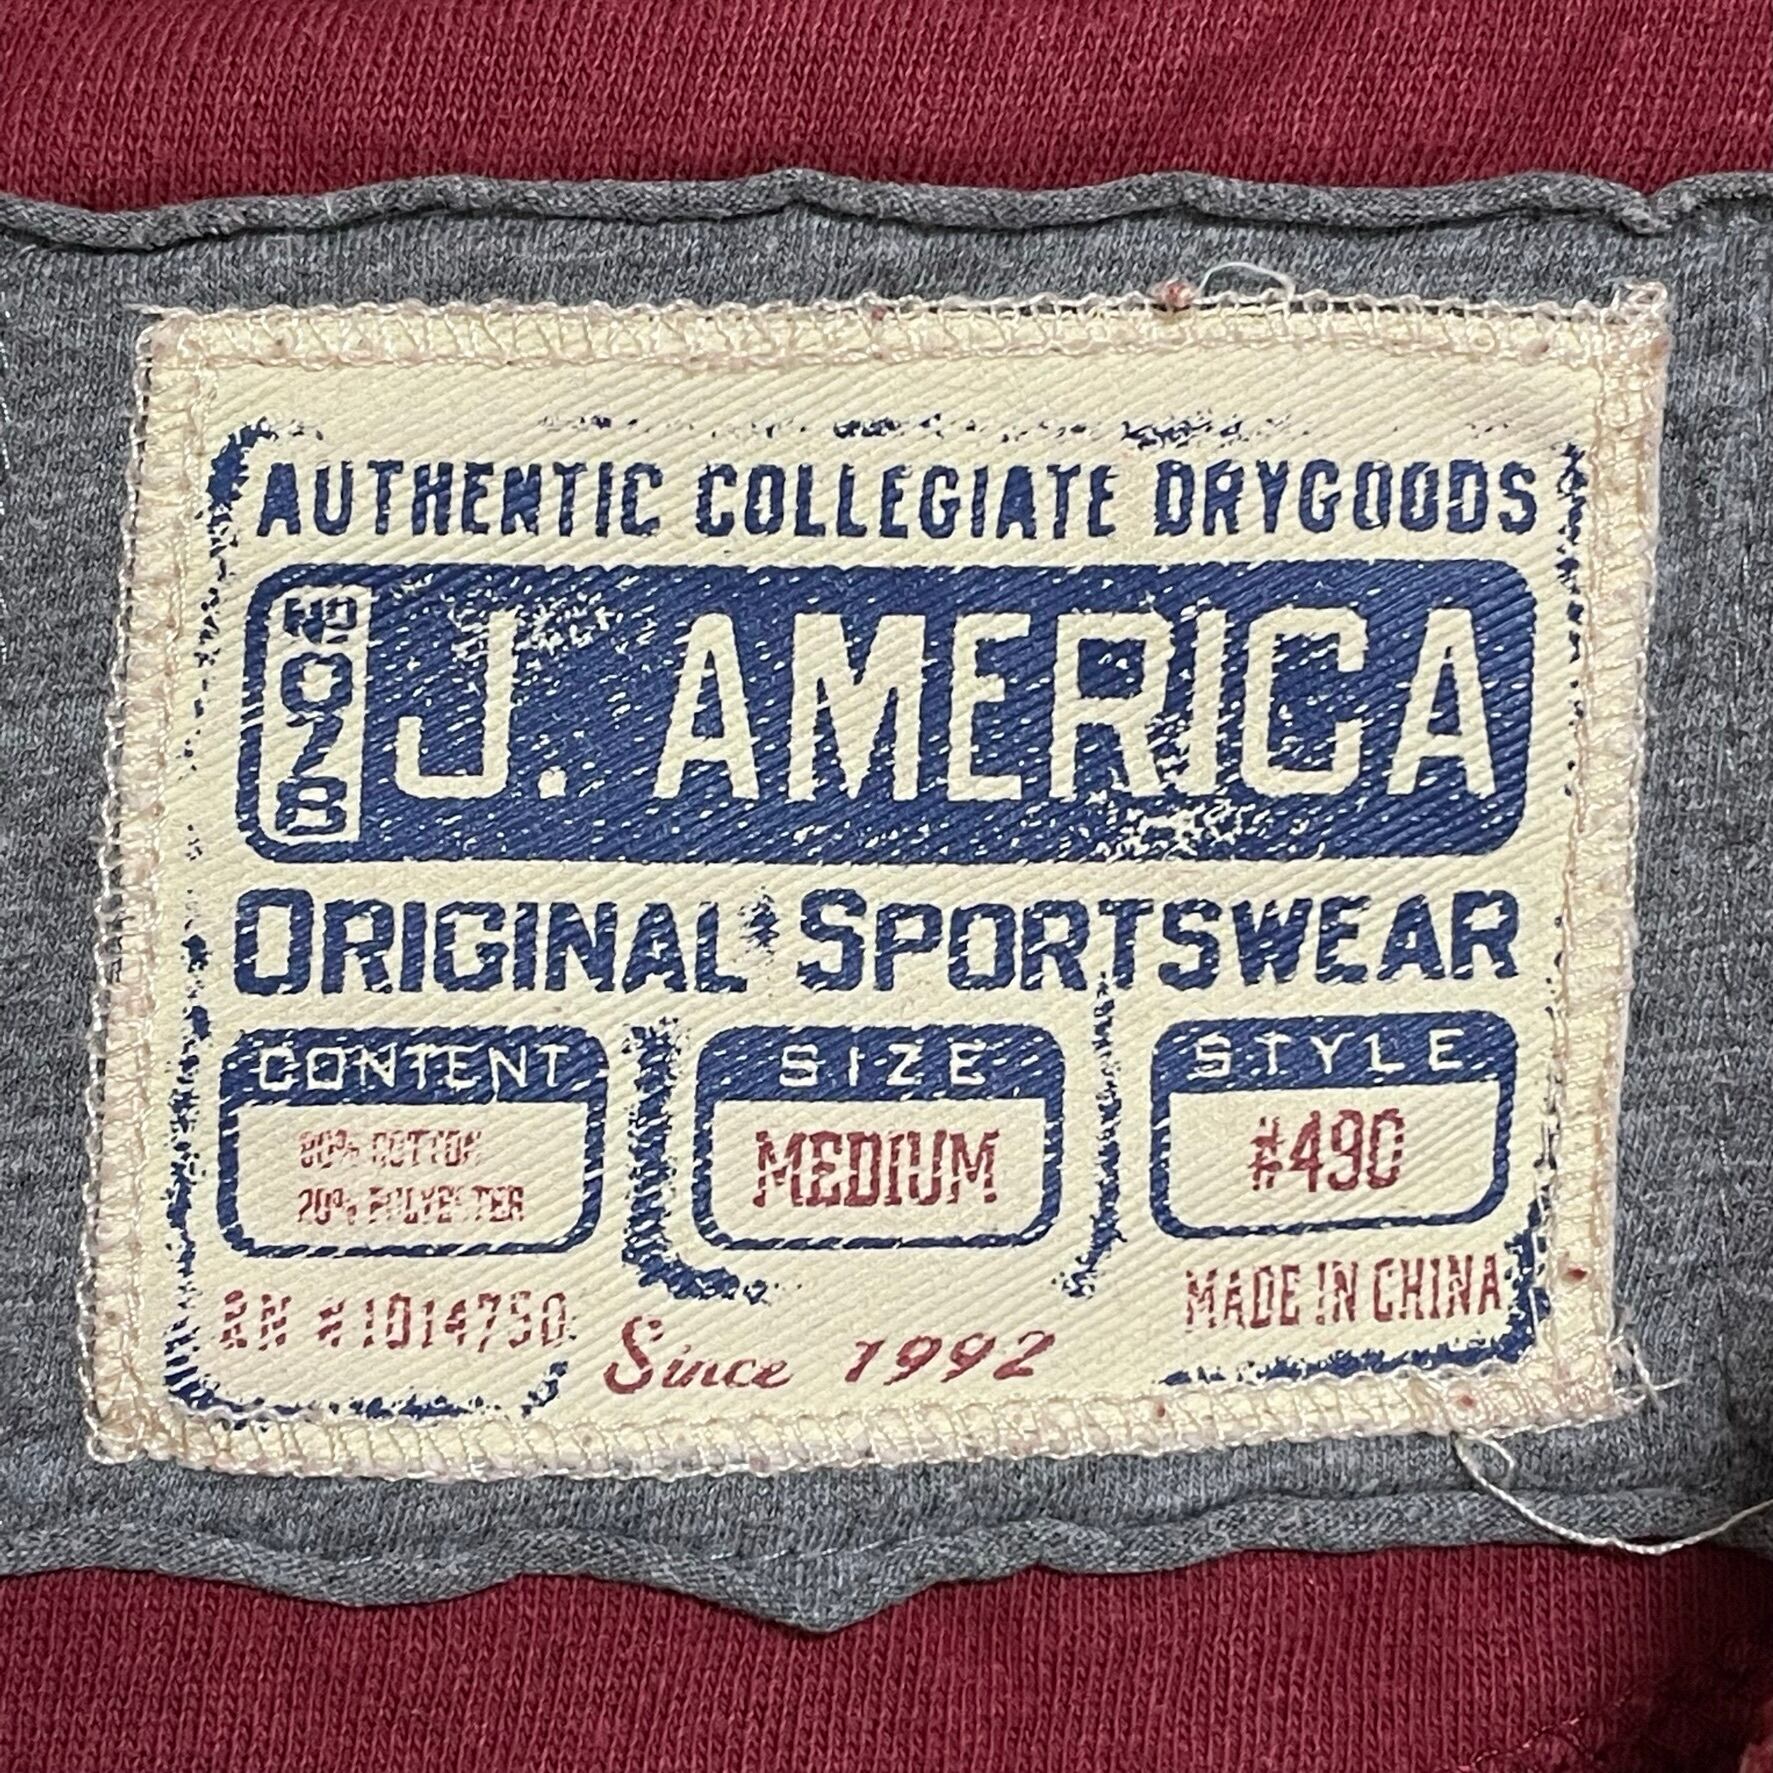 AUTHENTIC COLLEGIATE DRYGOODS
No 078
J. AMERICA
ORIGINAL SPORTSWEAR
CONTENT
80% COTTON
20% POLYESTER
SIZE
MEDIUM
STYLE
#490
RN #1014750
Since 1992
MADE IN CHINA